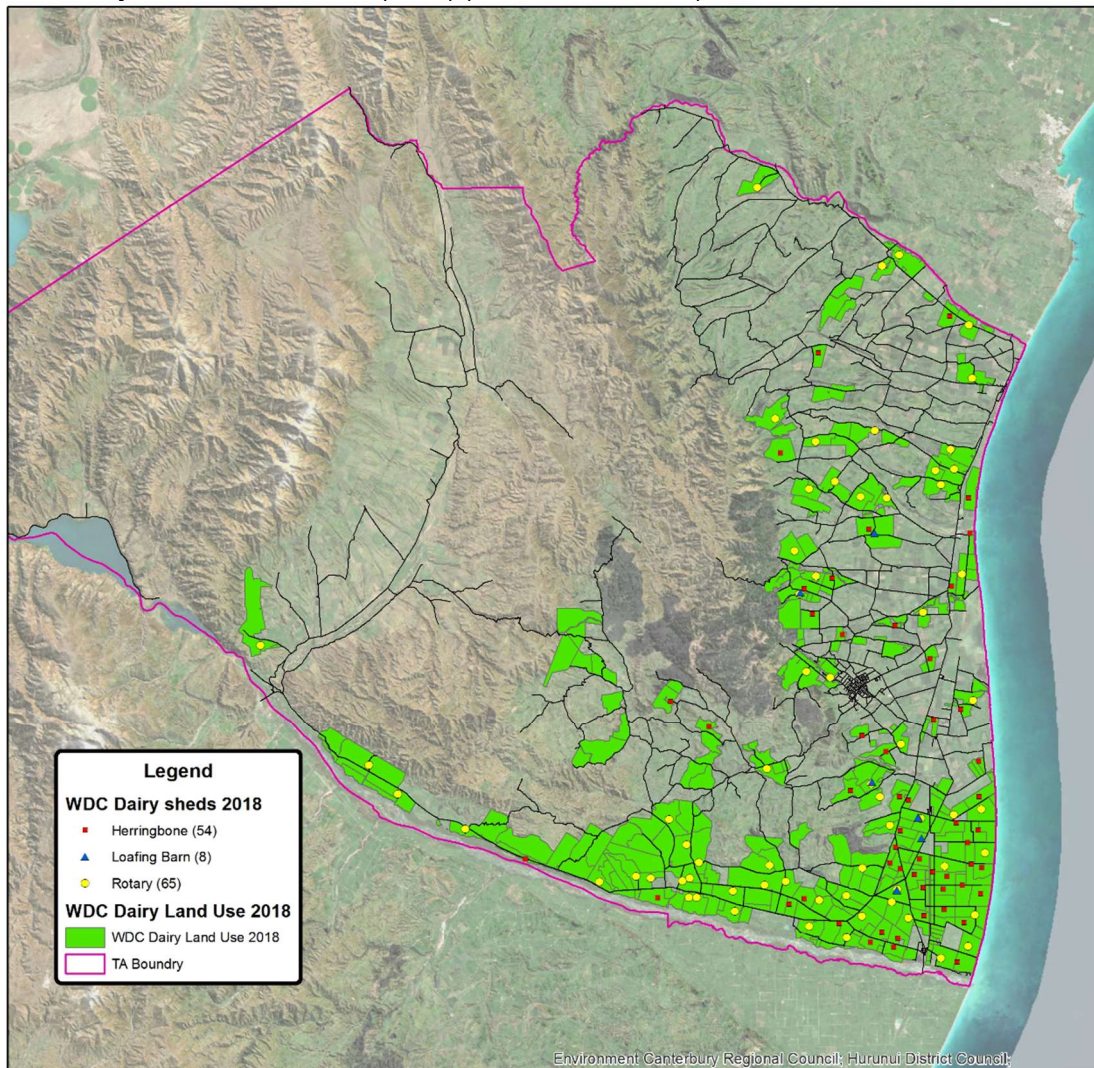 Legend
WDC Dairy sheds 2018
Herringbone (54)
Loafing Barn (8)
Rotary (65)
WDC Dairy Land Use 2018
WDC Dairy Land Use 2018
TA Boundry
Environment Canterbury Regional Council; Hurunui District Council;